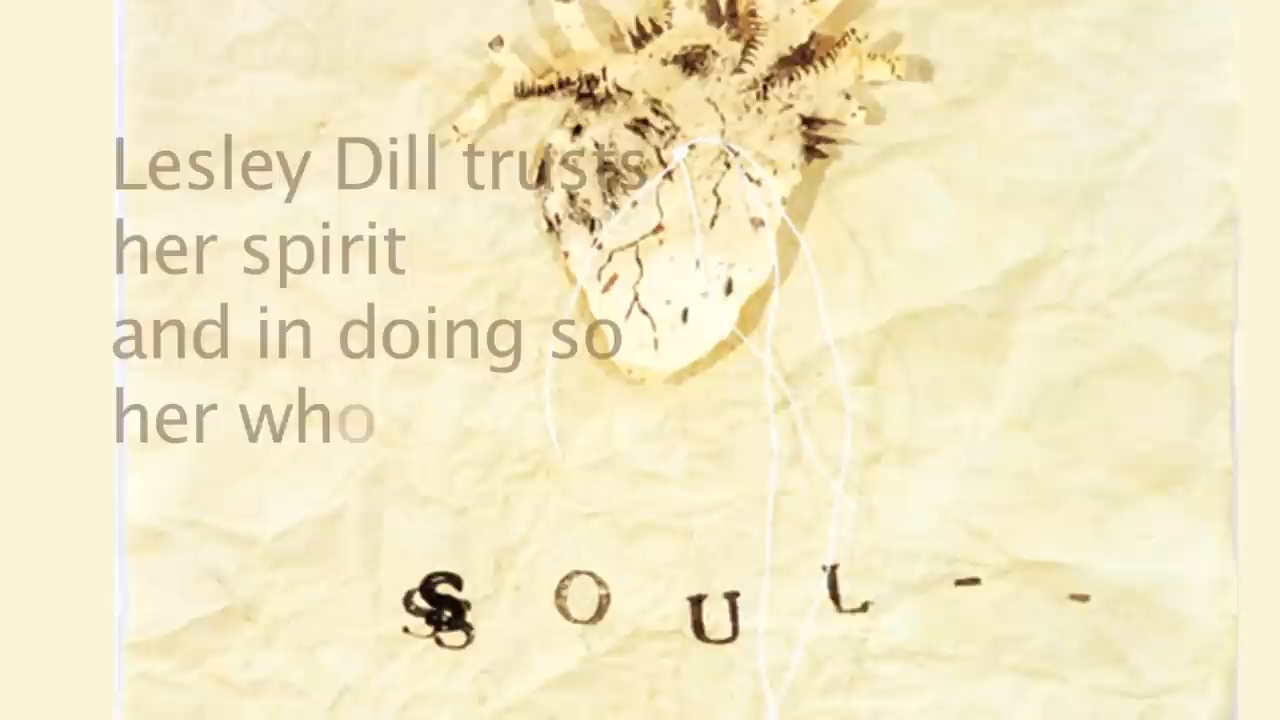 Lesley Dill trusts
her spirit
and in doing so
her who
SOUL--